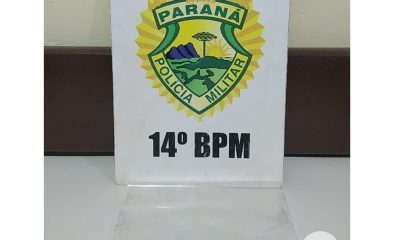 PARANÁ
POLÍCIA MILITAR
14º BPM